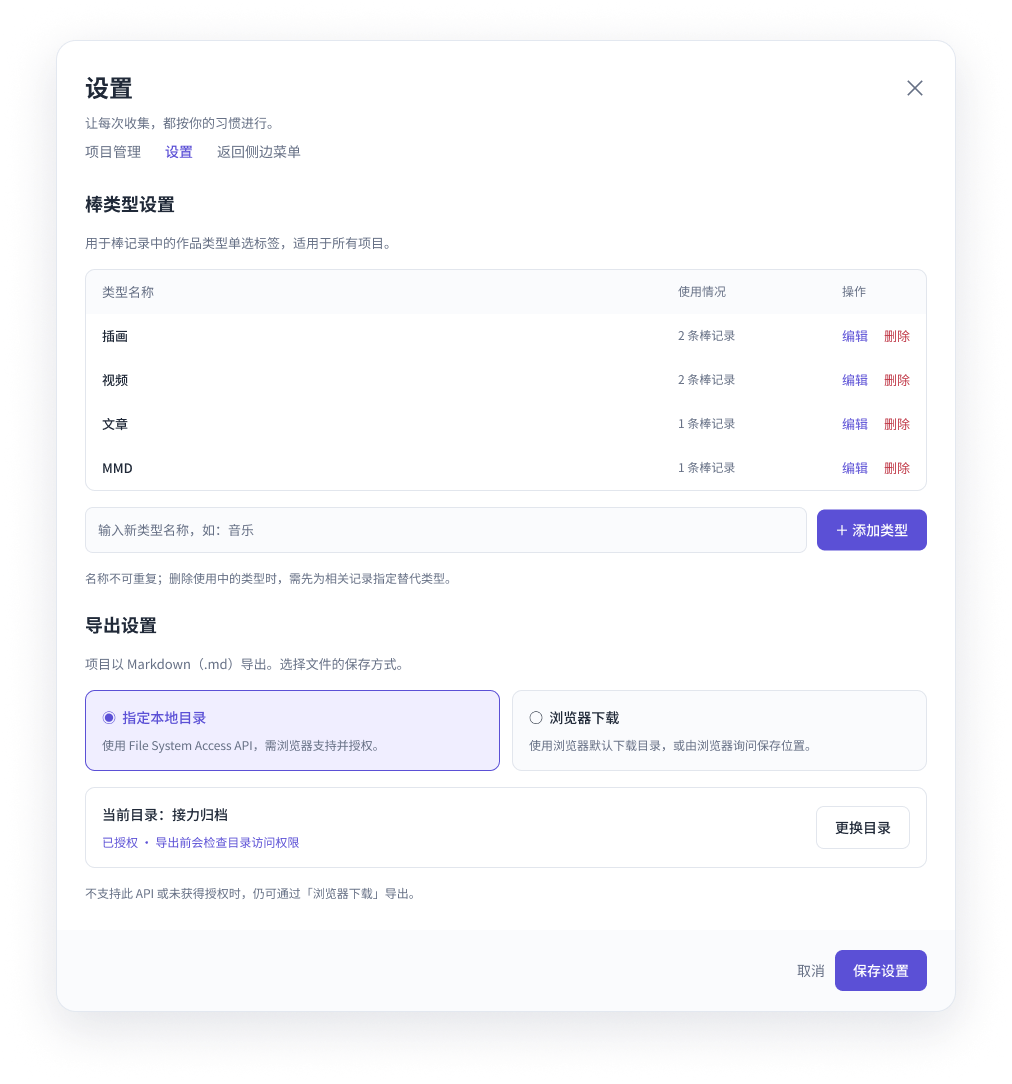 设置
让每次收集，都按你的习惯进行。
项目管理 设置 返回侧边菜单
棒类型设置
用于棒记录中的作品类型单选标签，适用于所有项目。
类型名称 使用情况 操作
插画 2 条棒记录 编辑 删除
视频 2 条棒记录 编辑 删除
文章 1 条棒记录 编辑 删除
MMD 1 条棒记录 编辑 删除
输入新类型名称，如：音乐 + 添加类型
名称不可重复；删除使用中的类型时，需先为相关记录指定替代类型。
导出设置
项目以 Markdown（.md）导出。选择文件的保存方式。
指定本地目录
使用 File System Access API，需浏览器支持并授权。
浏览器下载
使用浏览器默认下载目录，或由浏览器询问保存位置。
当前目录：接力归档
已授权 · 导出前会检查目录访问权限
更换目录
不支持此 API 或未获得授权时，仍可通过「浏览器下载」导出。
取消 保存设置